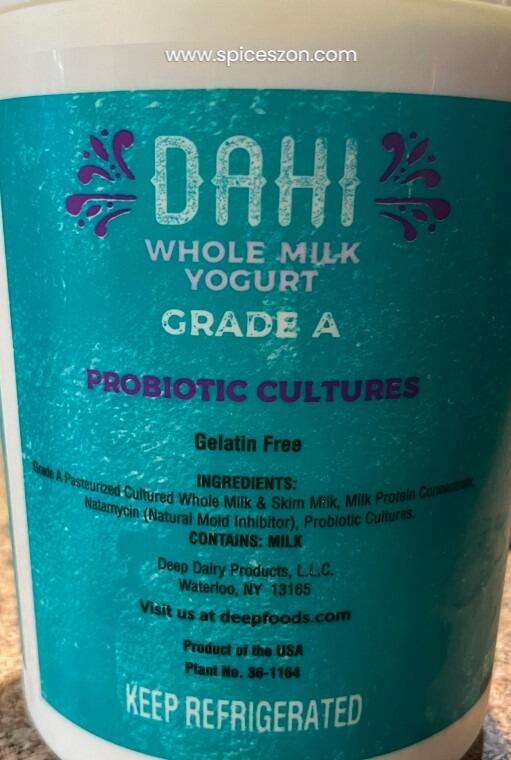 www.spiceszon.com
DAHI
WHOLE MILK
YOGURT
GRADE A
PROBIOTIC CULTURES
Gelatin Free
INGREDIENTS:
Grade A Pasteurized Cultured Whole Milk & Skim Milk, Milk Protein Concentrate,
Natamycin (Natural Mold Inhibitor), Probiotic Cultures.
CONTAINS: MILK
Deep Dairy Products, L.L.C.
Waterloo, NY 13165
Visit us at deepfoods.com
Product of the USA
Plant No. 36-1164
KEEP REFRIGERATED